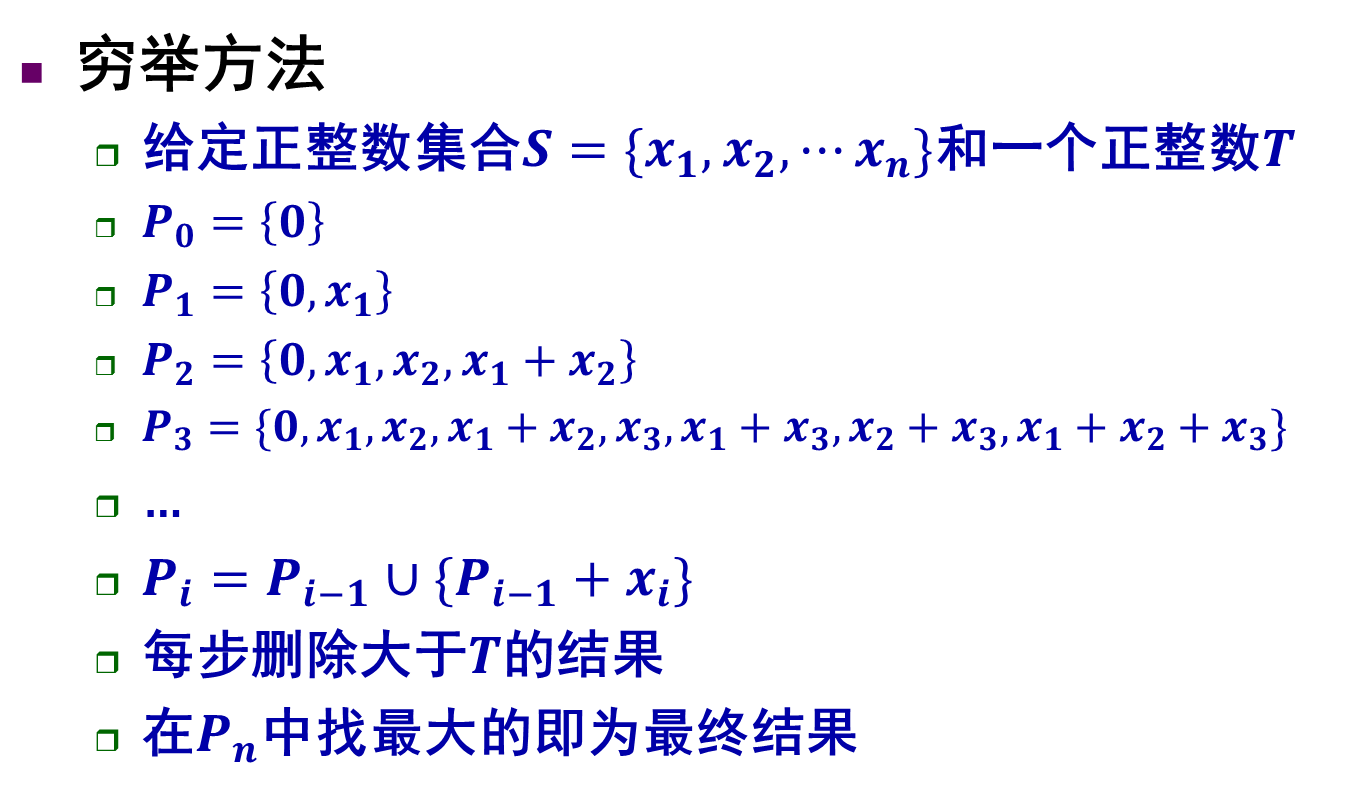 穷举方法
给定正整数集合S = {x₁, x₂, ⋯ xₙ}和一个正整数T
P₀ = {0}
P₁ = {0, x₁}
P₂ = {0, x₁, x₂, x₁ + x₂}
P₃ = {0, x₁, x₂, x₁ + x₂, x₃, x₁ + x₃, x₂ + x₃, x₁ + x₂ + x₃}
…
Pᵢ = Pᵢ₋₁ ∪ {Pᵢ₋₁ + xᵢ}
每步删除大于T的结果
在Pₙ中找最大的即为最终结果